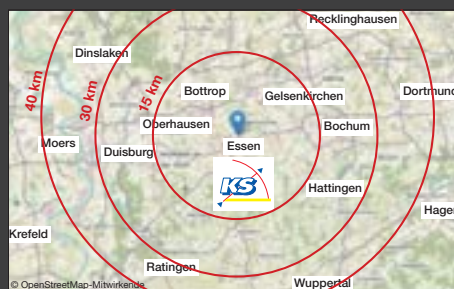 Recklinghausen
Dinslaken
40 km
30 km
15 km
Bottrop
Gelsenkirchen
Dortmund
Oberhausen
Bochum
Moers
Duisburg
Essen
KS
Hattingen
Hagen
Krefeld
Ratingen
Wuppertal
© OpenStreetMap-Mitwirkende